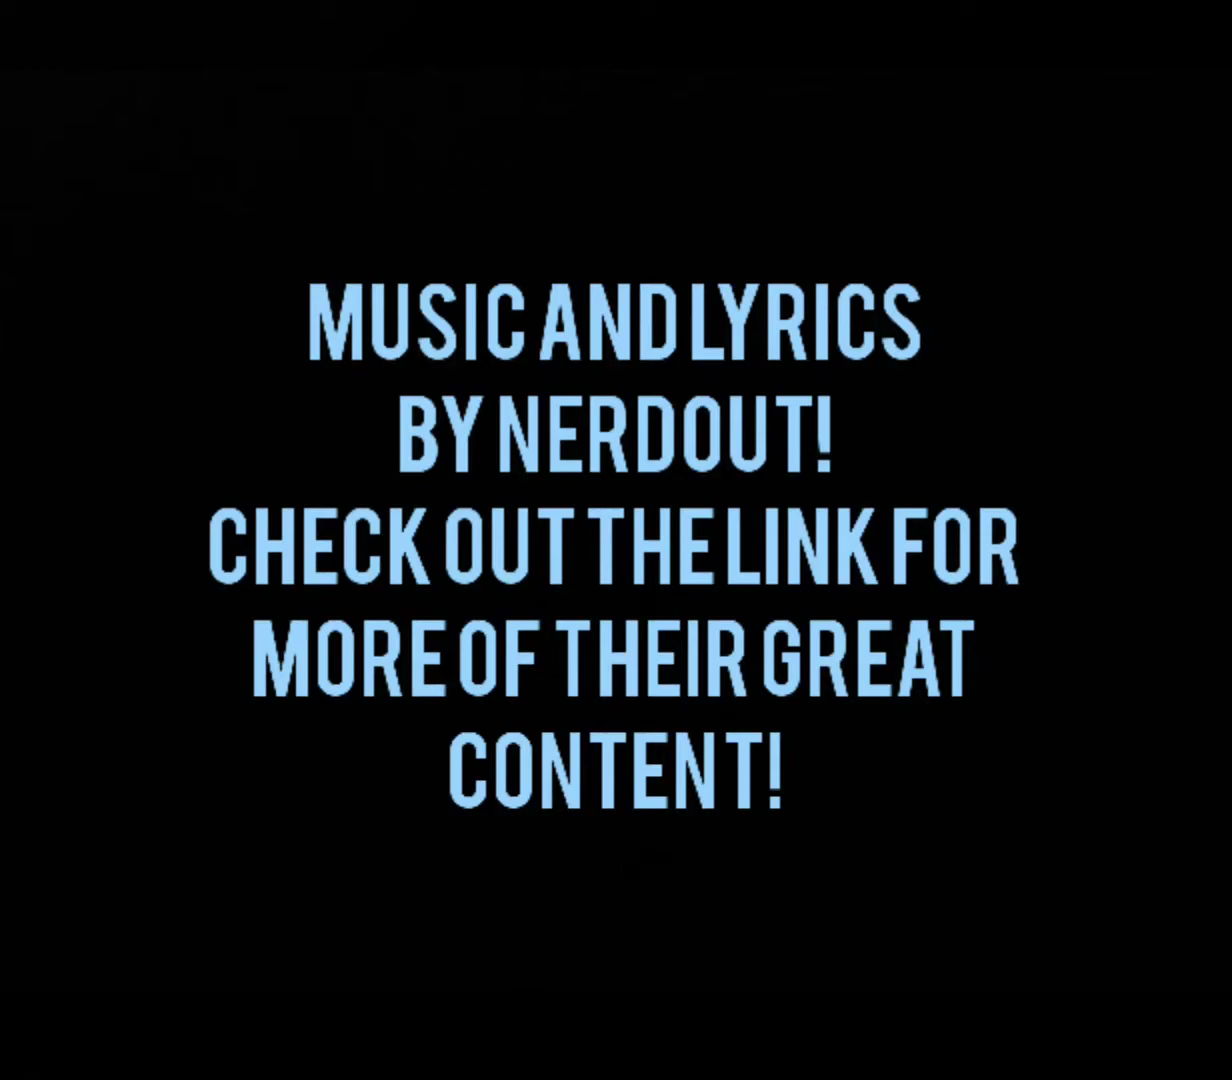 MUSIC AND LYRICS
BY NERDOUT!
CHECK OUT THE LINK FOR
MORE OF THEIR GREAT
CONTENT!